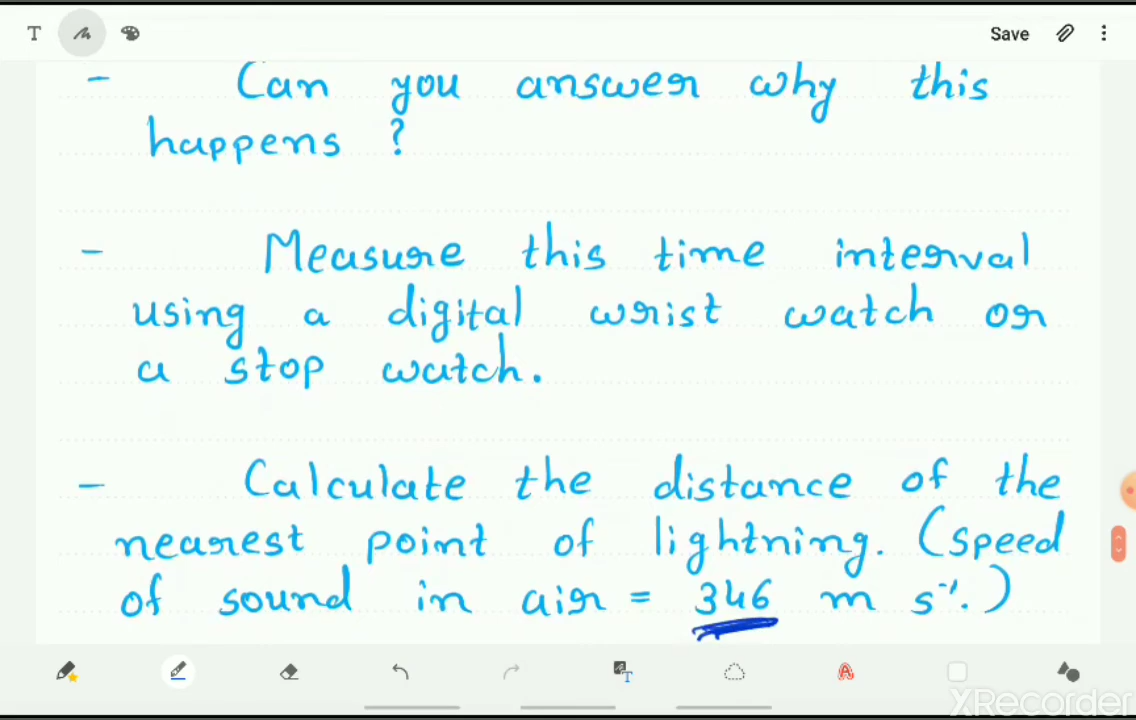 T Save
- Can you answer why this
happens ?
- Measure this time interval
using a digital wrist watch or
a stop watch.
- Calculate the distance of the
nearest point of lightning. (speed
of sound in air = 346 m s⁻¹.)
T
A
XRecorder